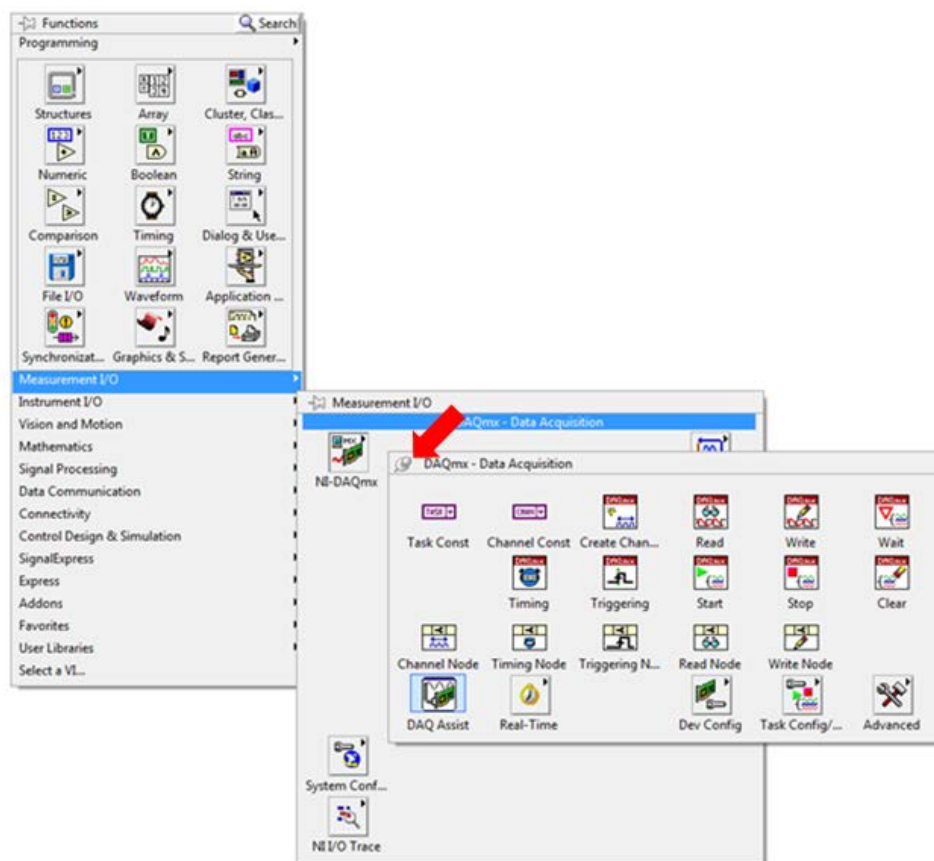 Functions Search
Programming
Structures Array Cluster, Clas...
Numeric Boolean String
Comparison Timing Dialog & Use...
File I/O Waveform Application ...
Synchronizat... Graphics & S... Report Gener...
Measurement I/O
Instrument I/O
Vision and Motion
Mathematics
Signal Processing
Data Communication
Connectivity
Control Design & Simulation
SignalExpress
Express
Addons
Favorites
User Libraries
Select a VI...
Measurement I/O
DAQmx - Data Acquisition
NI-DAQmx
DAQmx - Data Acquisition
Task Const Channel Const Create Chan... Read Write Wait
Timing Triggering Start Stop Clear
Channel Node Timing Node Triggering N... Read Node Write Node
DAQ Assist Real-Time Dev Config Task Config/... Advanced
System Conf...
NI I/O Trace